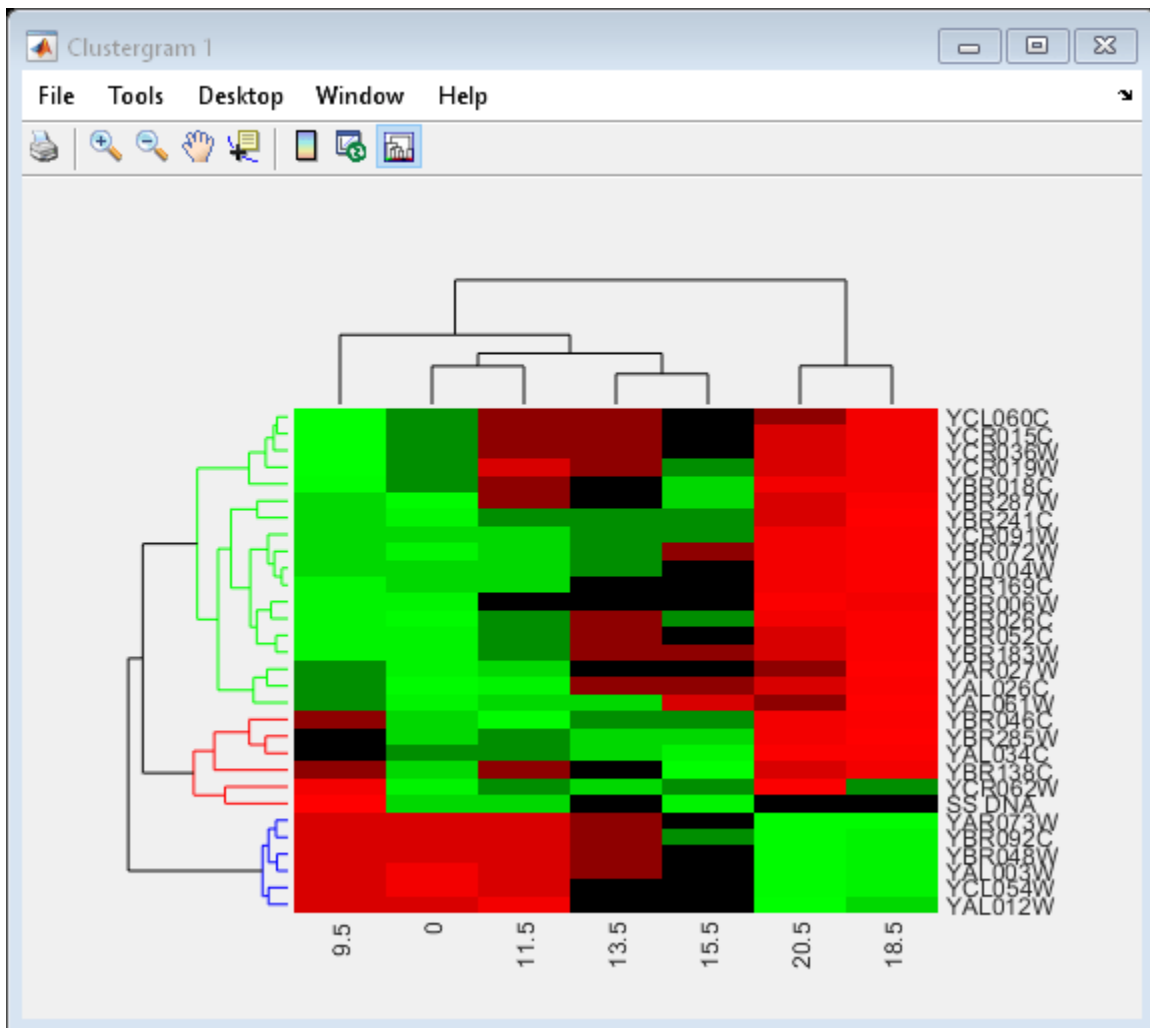 Clustergram 1
File Tools Desktop Window Help
YCL060C
YCR015C
YCR036W
YCR019W
YBR018C
YBR287W
YBR241C
YCR091W
YBR072W
YDL004W
YBR169C
YBR006W
YBR026C
YBR052C
YBR183W
YAR027W
YAL026C
YAL061W
YBR046C
YBR285W
YAL034C
YBR138C
YCR062W
SS DNA
YAR073W
YBR092C
YBR048W
YAL003W
YCL054W
YAL012W
9.5 0 11.5 13.5 15.5 20.5 18.5